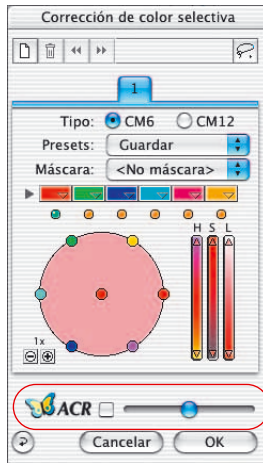 Corrección de color selectiva
1
Tipo: CM6 CM12
Presets: Guardar
Máscara: <No máscara>
H S L
1x
ACR
Cancelar OK